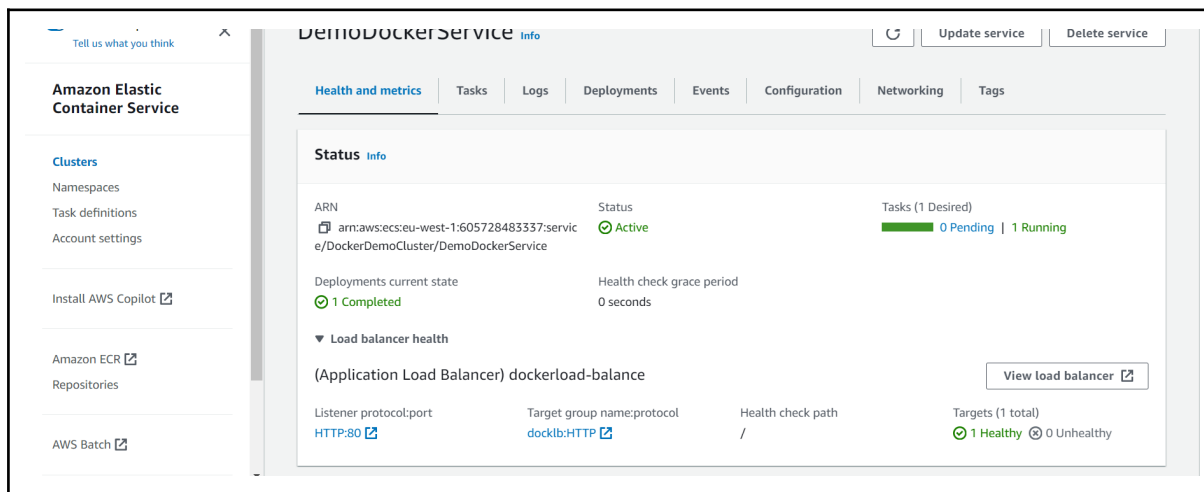 Tell us what you think
Amazon Elastic
Container Service
Clusters
Namespaces
Task definitions
Account settings
Install AWS Copilot
Amazon ECR
Repositories
AWS Batch
DemoDockerService Info
Update service
Delete service
Health and metrics
Tasks
Logs
Deployments
Events
Configuration
Networking
Tags
Status Info
ARN
arn:aws:ecs:eu-west-1:605728483337:servic
e/DockerDemoCluster/DemoDockerService
Status
Active
Tasks (1 Desired)
0 Pending | 1 Running
Deployments current state
1 Completed
Health check grace period
0 seconds
Load balancer health
(Application Load Balancer) dockerload-balance
View load balancer
Listener protocol:port
HTTP:80
Target group name:protocol
docklb:HTTP
Health check path
/
Targets (1 total)
1 Healthy 0 Unhealthy